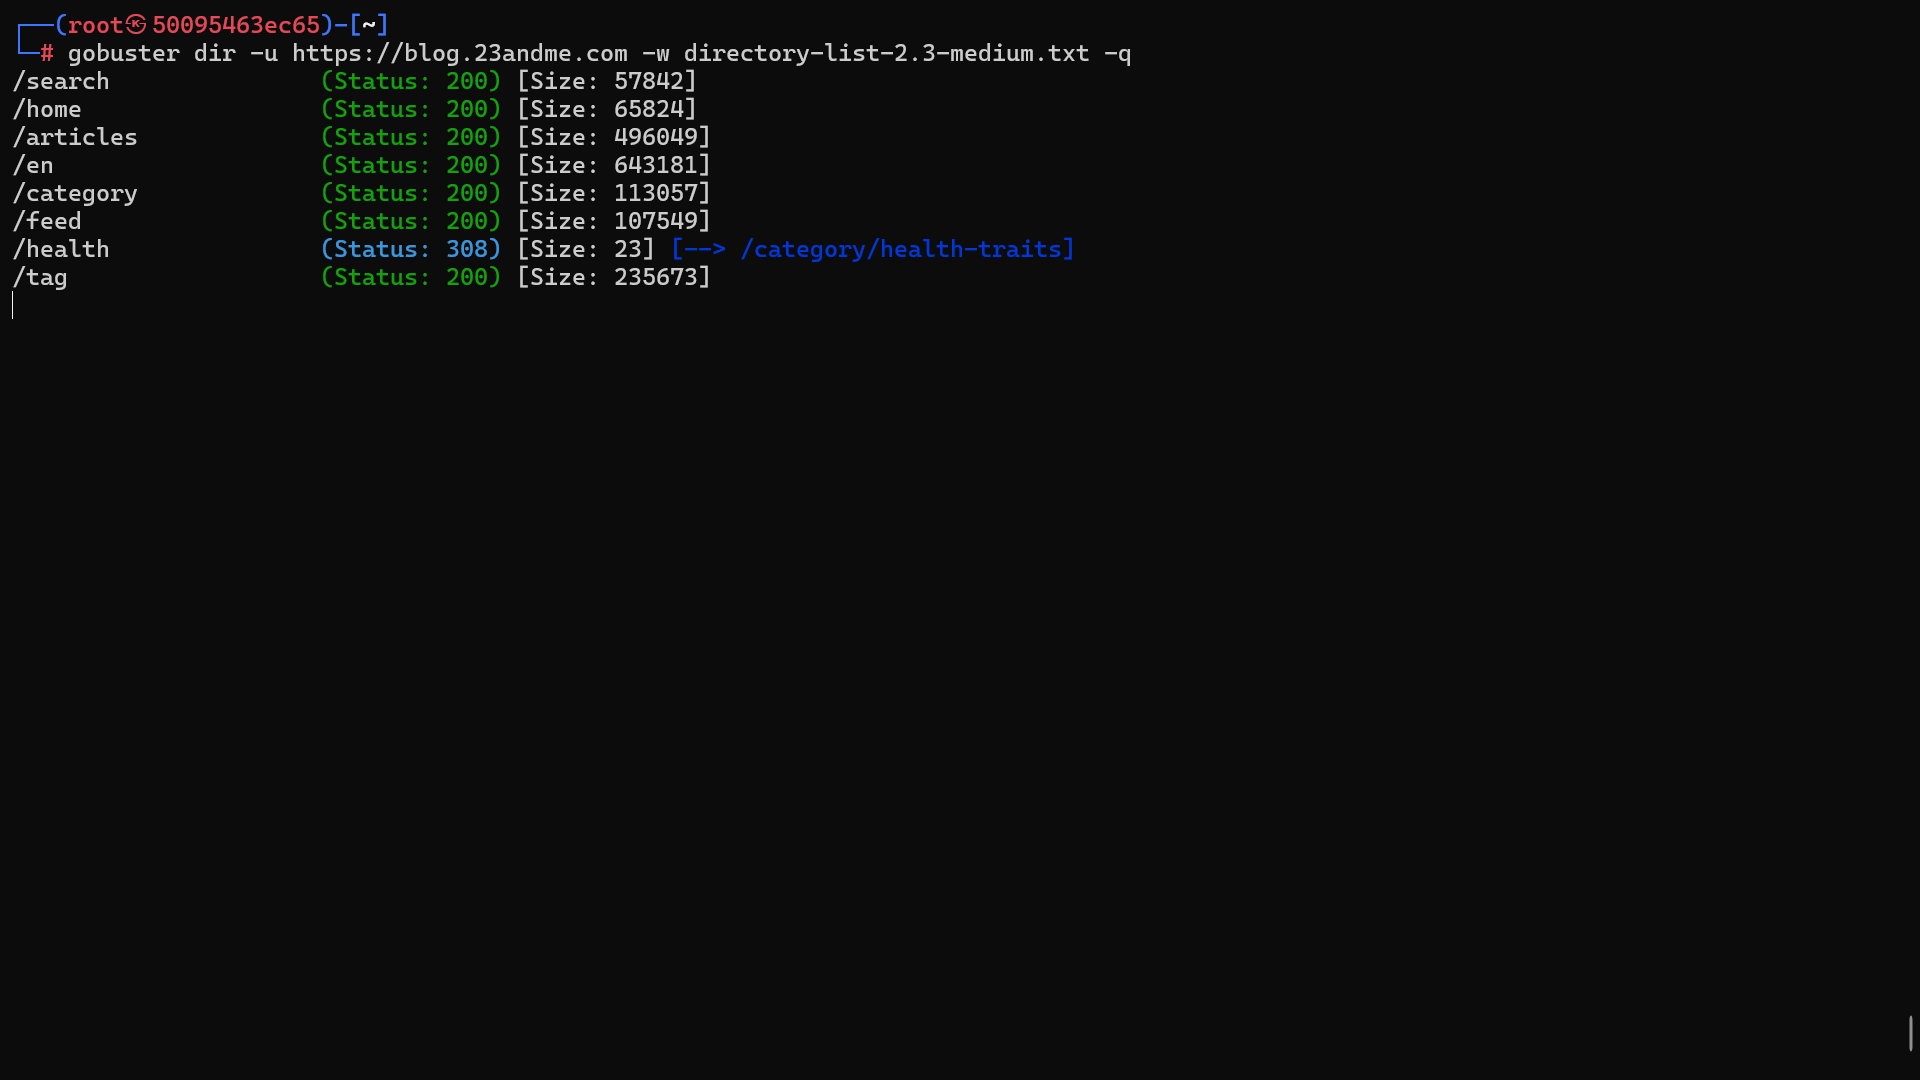 ┌──(root㉿50095463ec65)-[~]
└─# gobuster dir -u https://blog.23andme.com -w directory-list-2.3-medium.txt -q
/search               (Status: 200) [Size: 57842]
/home                 (Status: 200) [Size: 65824]
/articles             (Status: 200) [Size: 496049]
/en                   (Status: 200) [Size: 643181]
/category             (Status: 200) [Size: 113057]
/feed                 (Status: 200) [Size: 107549]
/health               (Status: 308) [Size: 23] [--> /category/health-traits]
/tag                  (Status: 200) [Size: 235673]